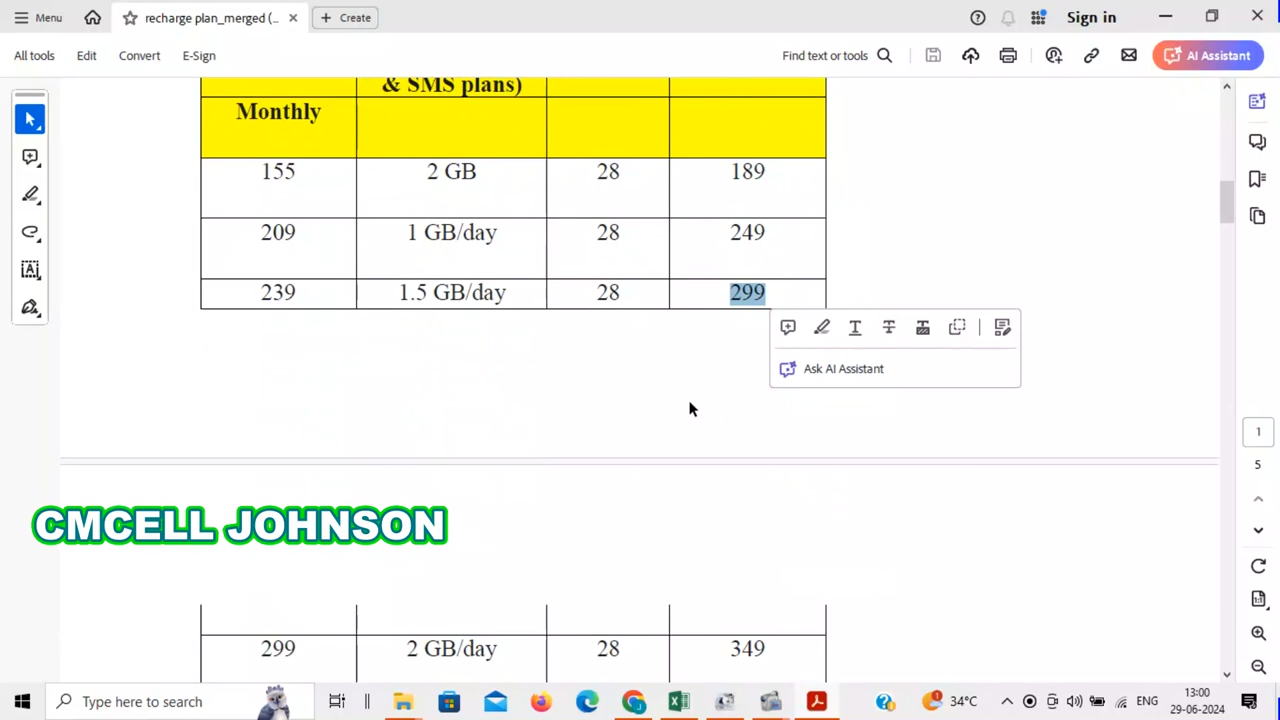 Menu
recharge plan_merged (...
Create
Sign in
All tools
Edit
Convert
E-Sign
Find text or tools
AI Assistant
& SMS plans)
Monthly
155 2 GB 28 189
209 1 GB/day 28 249
239 1.5 GB/day 28 299
Ask AI Assistant
1
5
CMCELL JOHNSON
299 2 GB/day 28 349
Type here to search
1
34°C
ENG
13:00
29-06-2024